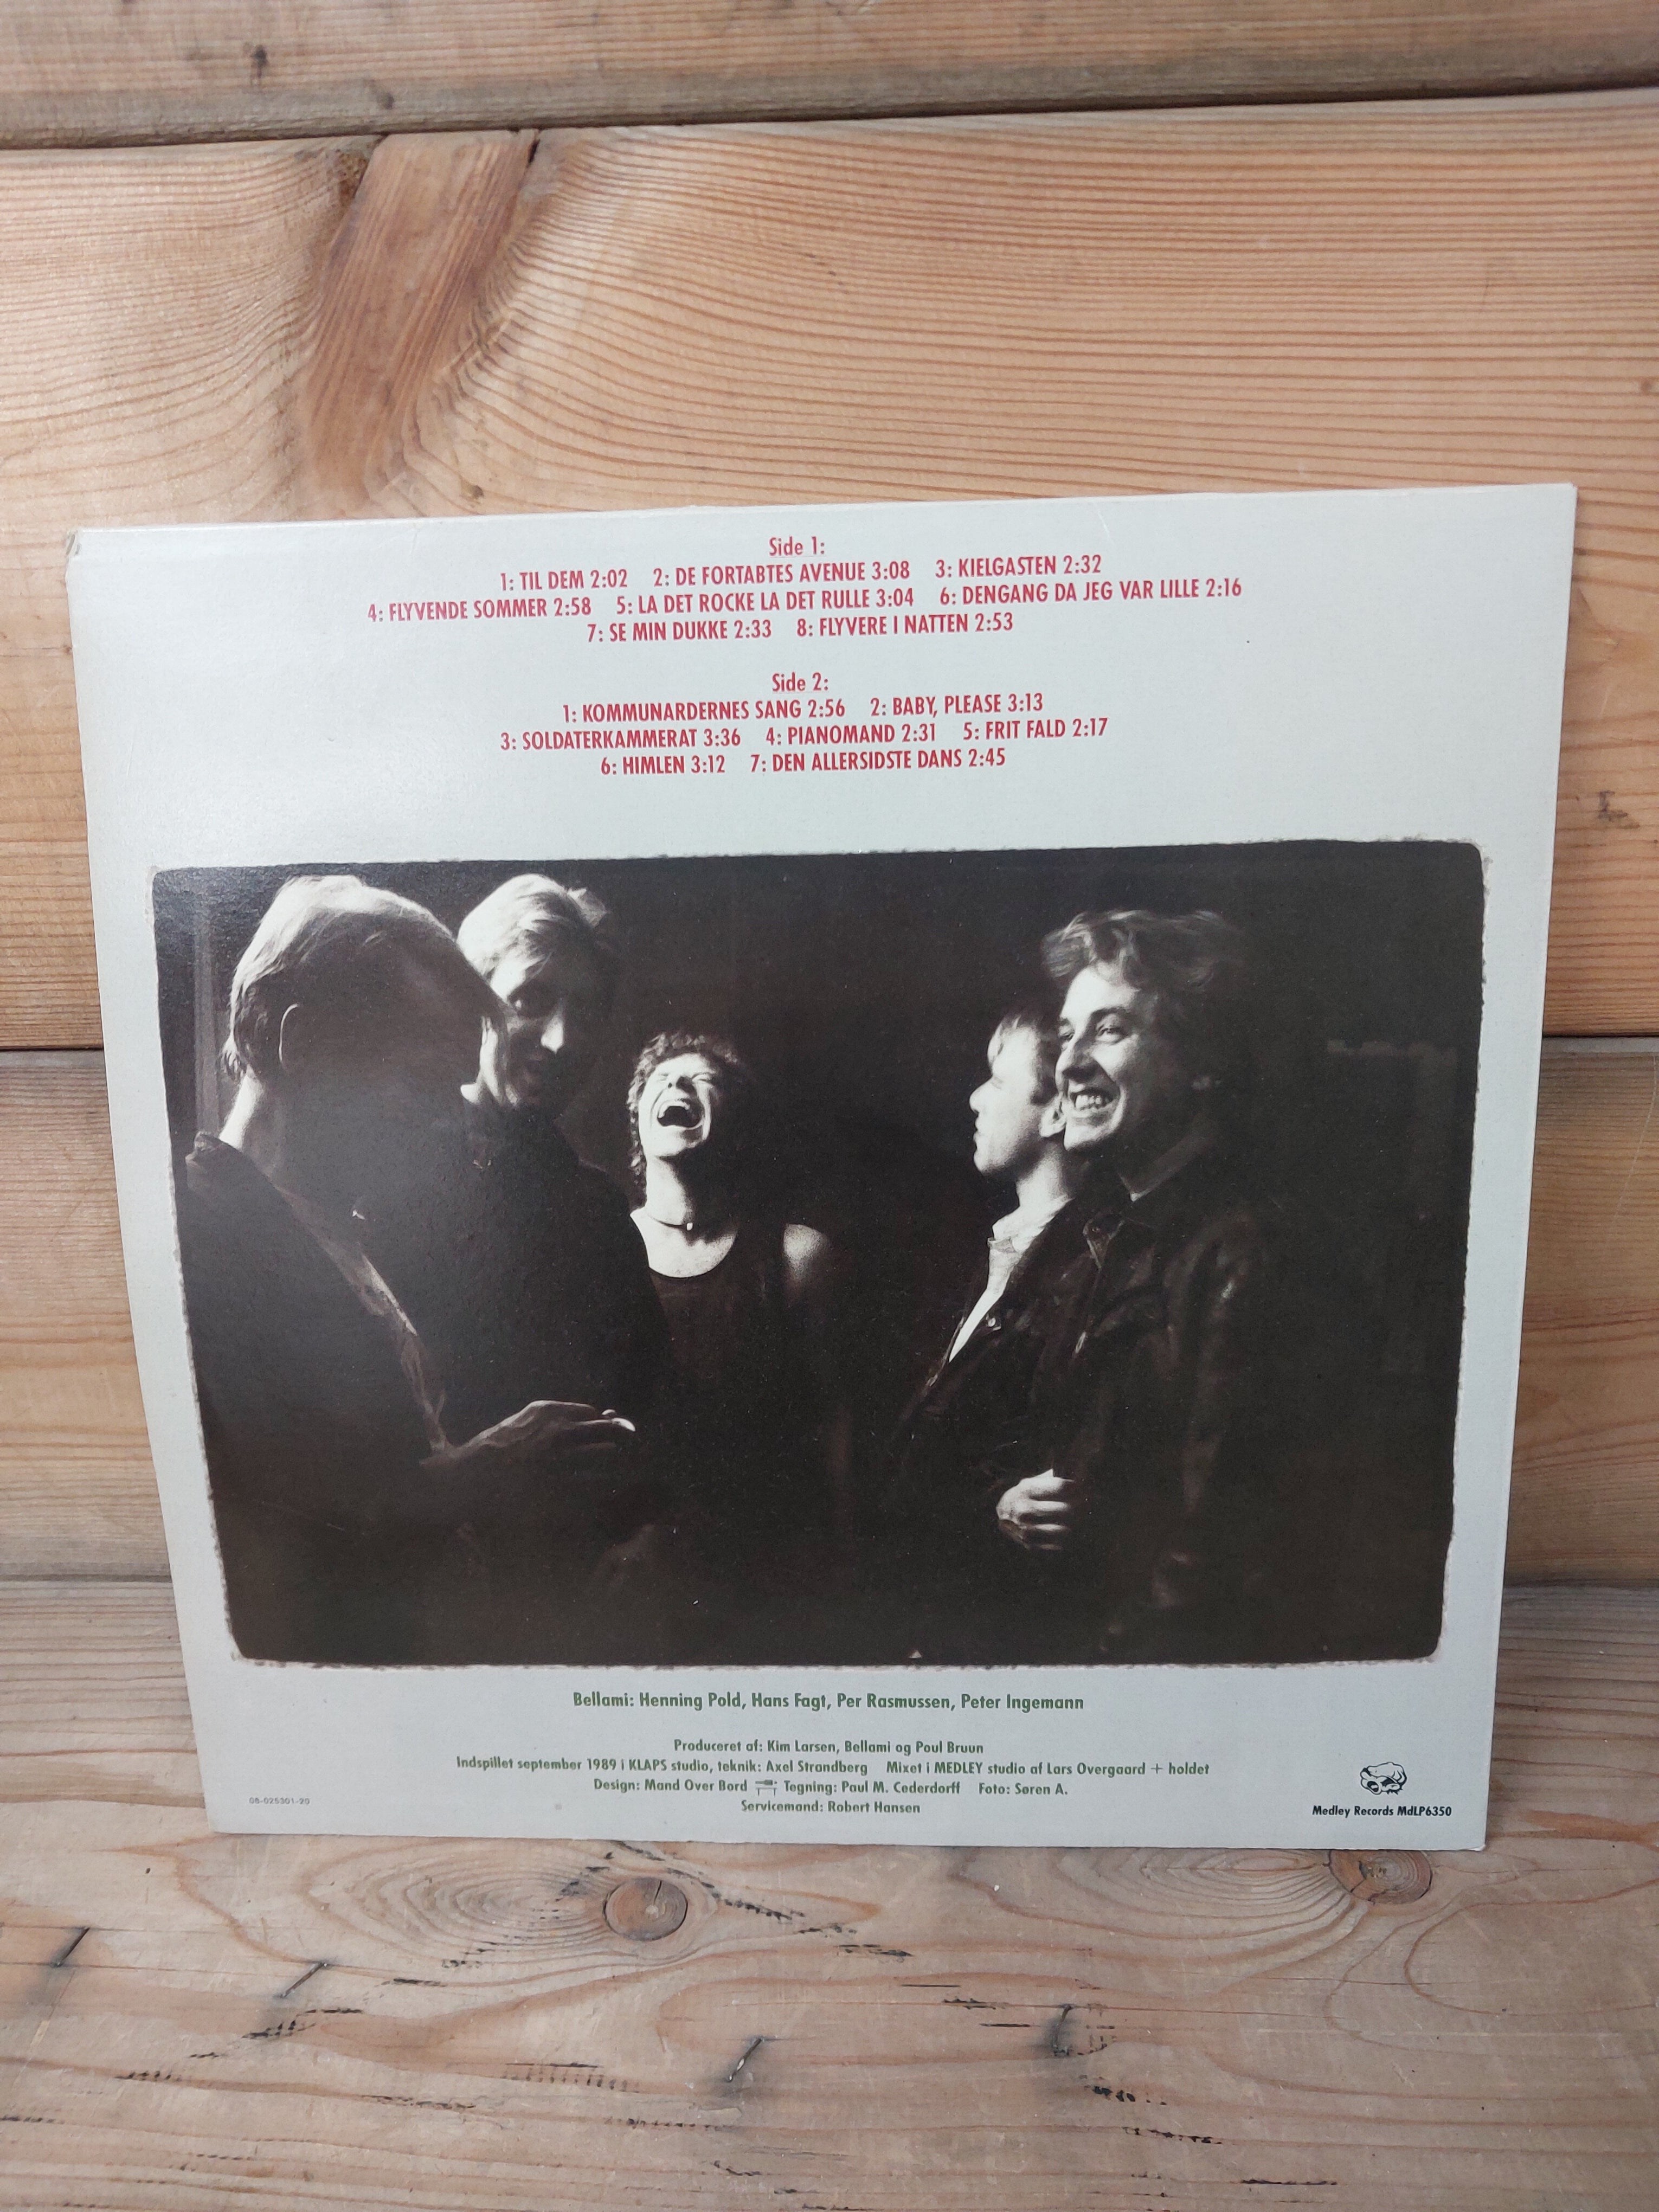 Side 1:
1: TIL DEM 2:02 2: DE FORTABTES AVENUE 3:08 3: KIELGASTEN 2:32
4: FLYVENDE SOMMER 2:58 5: LA DET ROCKE LA DET RULLE 3:04 6: DENGANG DA JEG VAR LILLE 2:16
7: SE MIN DUKKE 2:33 8: FLYVERE I NATTEN 2:53
Side 2:
1: KOMMUNARDERNES SANG 2:56 2: BABY, PLEASE 3:13
3: SOLDATERKAMMERAT 3:36 4: PIANOMAND 2:31 5: FRIT FALD 2:17
6: HIMLEN 3:12 7: DEN ALLERSIDSTE DANS 2:45
Bellami: Henning Pold, Hans Fagt, Per Rasmussen, Peter Ingemann
Produceret af: Kim Larsen, Bellami og Poul Bruun
Indspillet september 1989 i KLAPS studio, teknik: Axel Strandberg Mixet i MEDLEY studio af Lars Overgaard + holdet
Design: Mand Over Bord Tegning: Paul M. Cederdorff Foto: Søren A.
Servicemand: Robert Hansen
08-025301-20
Medley Records MdLP6350